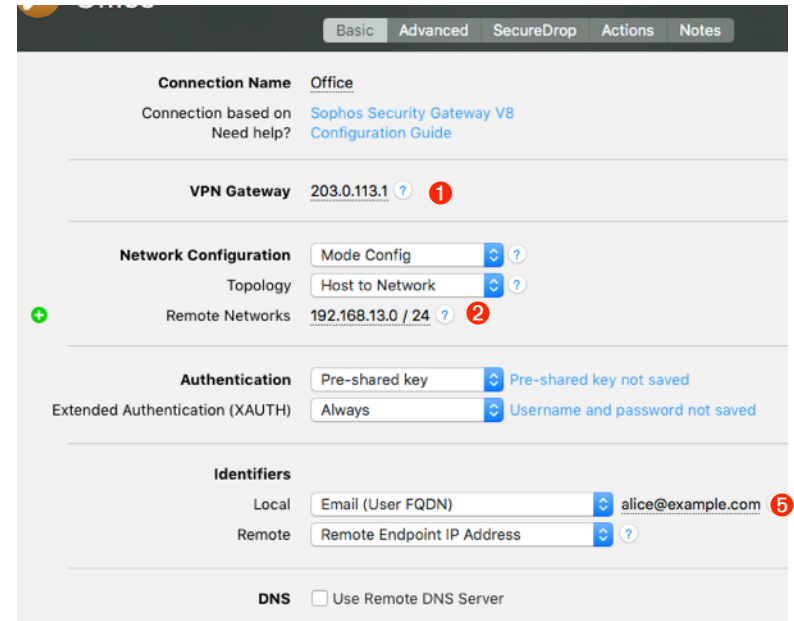 Office
Basic Advanced SecureDrop Actions Notes
Connection Name Office
Connection based on Sophos Security Gateway V8
Need help? Configuration Guide
VPN Gateway 203.0.113.1 ? 1
Network Configuration Mode Config ?
Topology Host to Network ?
Remote Networks 192.168.13.0 / 24 ? 2
Authentication Pre-shared key Pre-shared key not saved
Extended Authentication (XAUTH) Always Username and password not saved
Identifiers
Local Email (User FQDN) alice@example.com 5
Remote Remote Endpoint IP Address ?
DNS Use Remote DNS Server